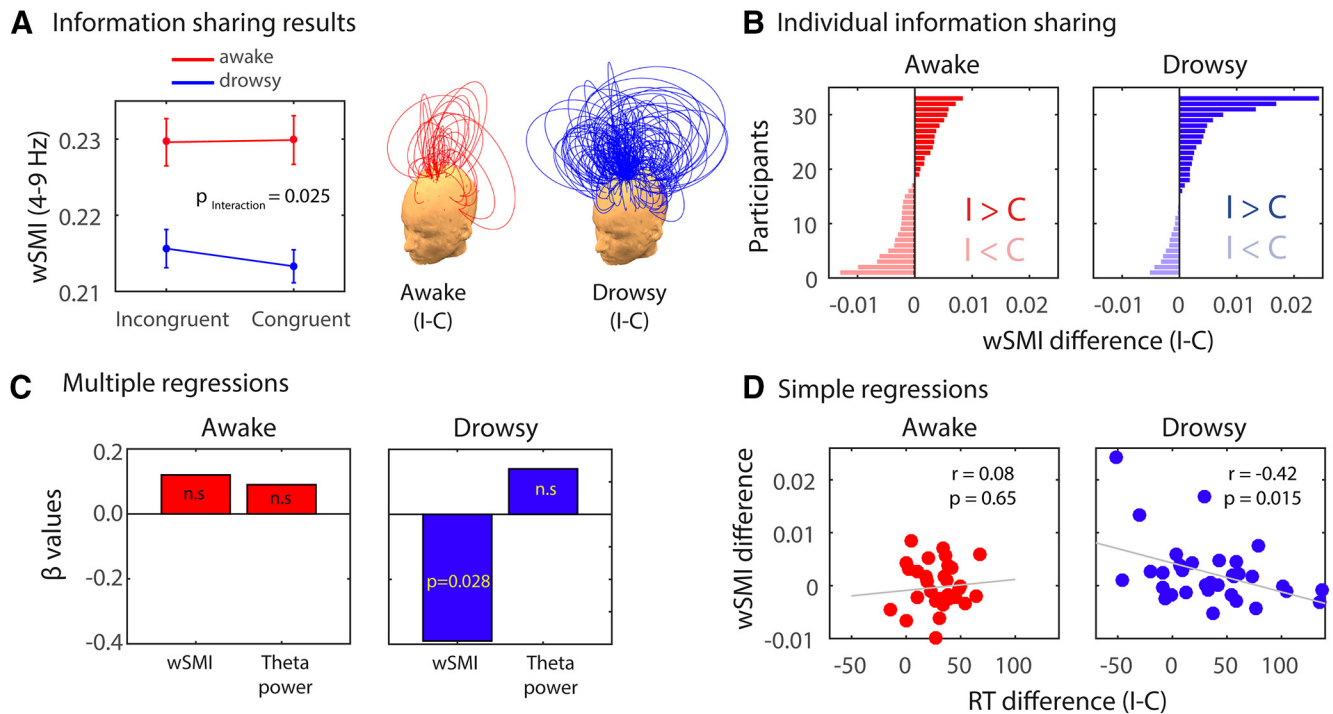 A Information sharing results
awake
drowsy
wSMI (4-9 Hz)
0.23
0.22
0.21
p Interaction = 0.025
Incongruent Congruent
Awake
(I-C)
Drowsy
(I-C)
B Individual information sharing
Awake Drowsy
Participants
30
20
10
0
I > C
I < C
I > C
I < C
-0.01 0 0.01 0.02
-0.01 0 0.01 0.02
wSMI difference (I-C)
C Multiple regressions
Awake Drowsy
β values
0.2
0.0
-0.2
-0.4
n.s
n.s
p=0.028
n.s
wSMI Theta
power
wSMI Theta
power
D Simple regressions
Awake Drowsy
wSMI difference
0.02
0.01
0
-0.01
r = 0.08
p = 0.65
r = -0.42
p = 0.015
-50 0 50 100
-50 0 50 100
RT difference (I-C)